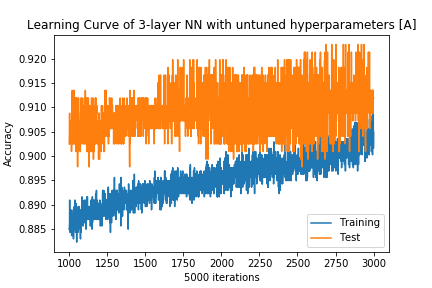 Learning Curve of 3-layer NN with untuned hyperparameters [A]
0.920
0.915
0.910
0.905
0.900
0.895
0.890
0.885
Accuracy
Training
Test
1000 1250 1500 1750 2000 2250 2500 2750 3000
5000 iterations